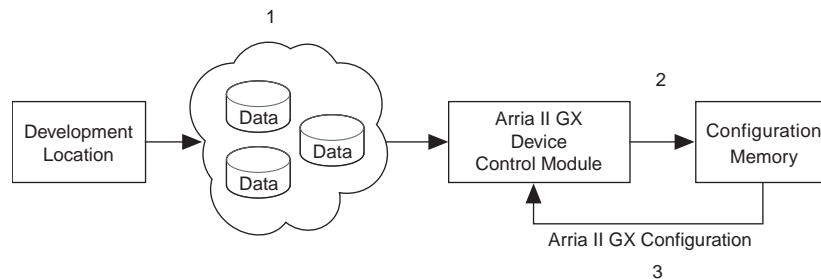 1
2
Development
Location
Data
Data
Data
Arria II GX
Device
Control Module
Configuration
Memory
Arria II GX Configuration
3